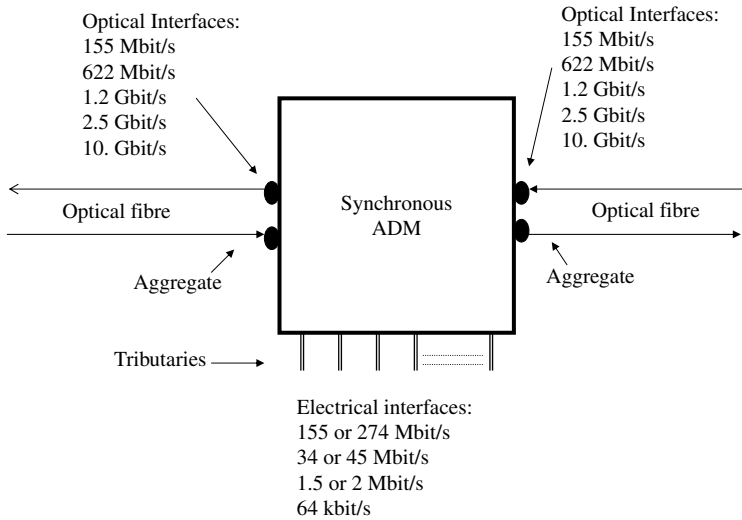 Optical Interfaces:
155 Mbit/s
622 Mbit/s
1.2 Gbit/s
2.5 Gbit/s
10. Gbit/s
Optical Interfaces:
155 Mbit/s
622 Mbit/s
1.2 Gbit/s
2.5 Gbit/s
10. Gbit/s
Optical fibre
Synchronous
ADM
Optical fibre
Aggregate
Aggregate
Tributaries
Electrical interfaces:
155 or 274 Mbit/s
34 or 45 Mbit/s
1.5 or 2 Mbit/s
64 kbit/s